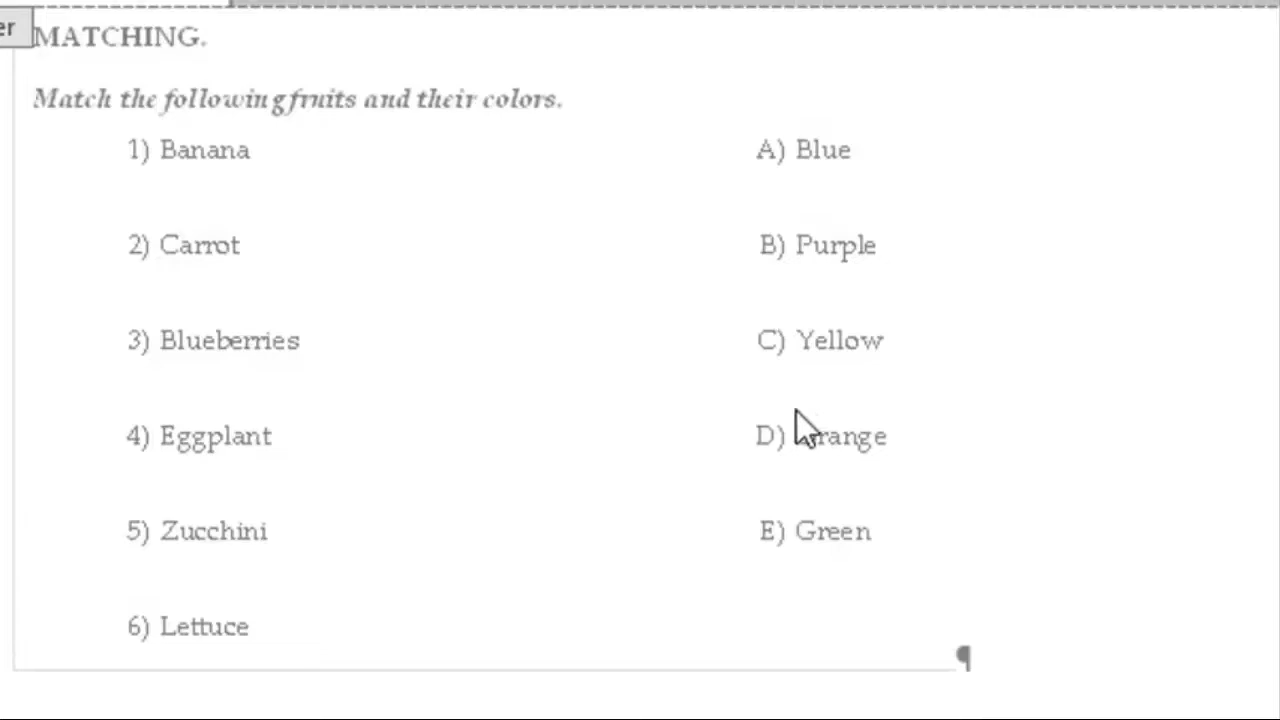 er
MATCHING.
Match the following fruits and their colors.
1) Banana
A) Blue
2) Carrot
B) Purple
3) Blueberries
C) Yellow
4) Eggplant
D) Orange
5) Zucchini
E) Green
6) Lettuce
¶